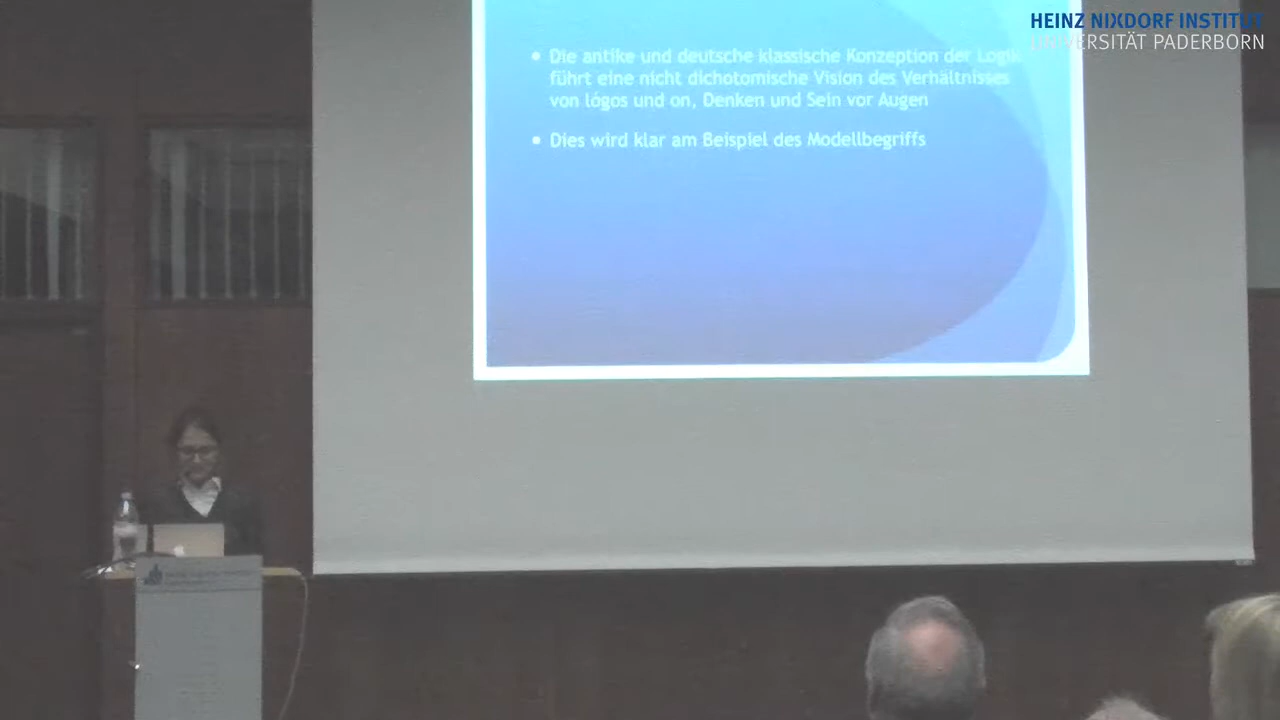 HEINZ NIXDORF INSTITUT
UNIVERSITÄT PADERBORN
• Die antike und deutsche klassische Konzeption der Logik
führt eine nicht dichotomische Vision des Verhältnisses
von lógos und on, Denken und Sein vor Augen
• Dies wird klar am Beispiel des Modellbegriffs